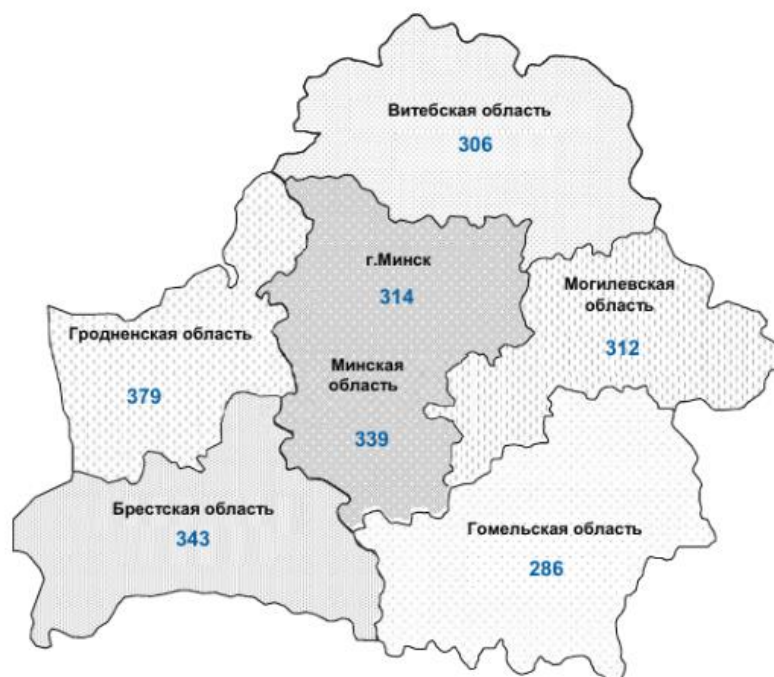 Витебская область
306
г.Минск
314
Могилевская
область
312
Гродненская область
379
Минская
область
339
Брестская область
343
Гомельская область
286